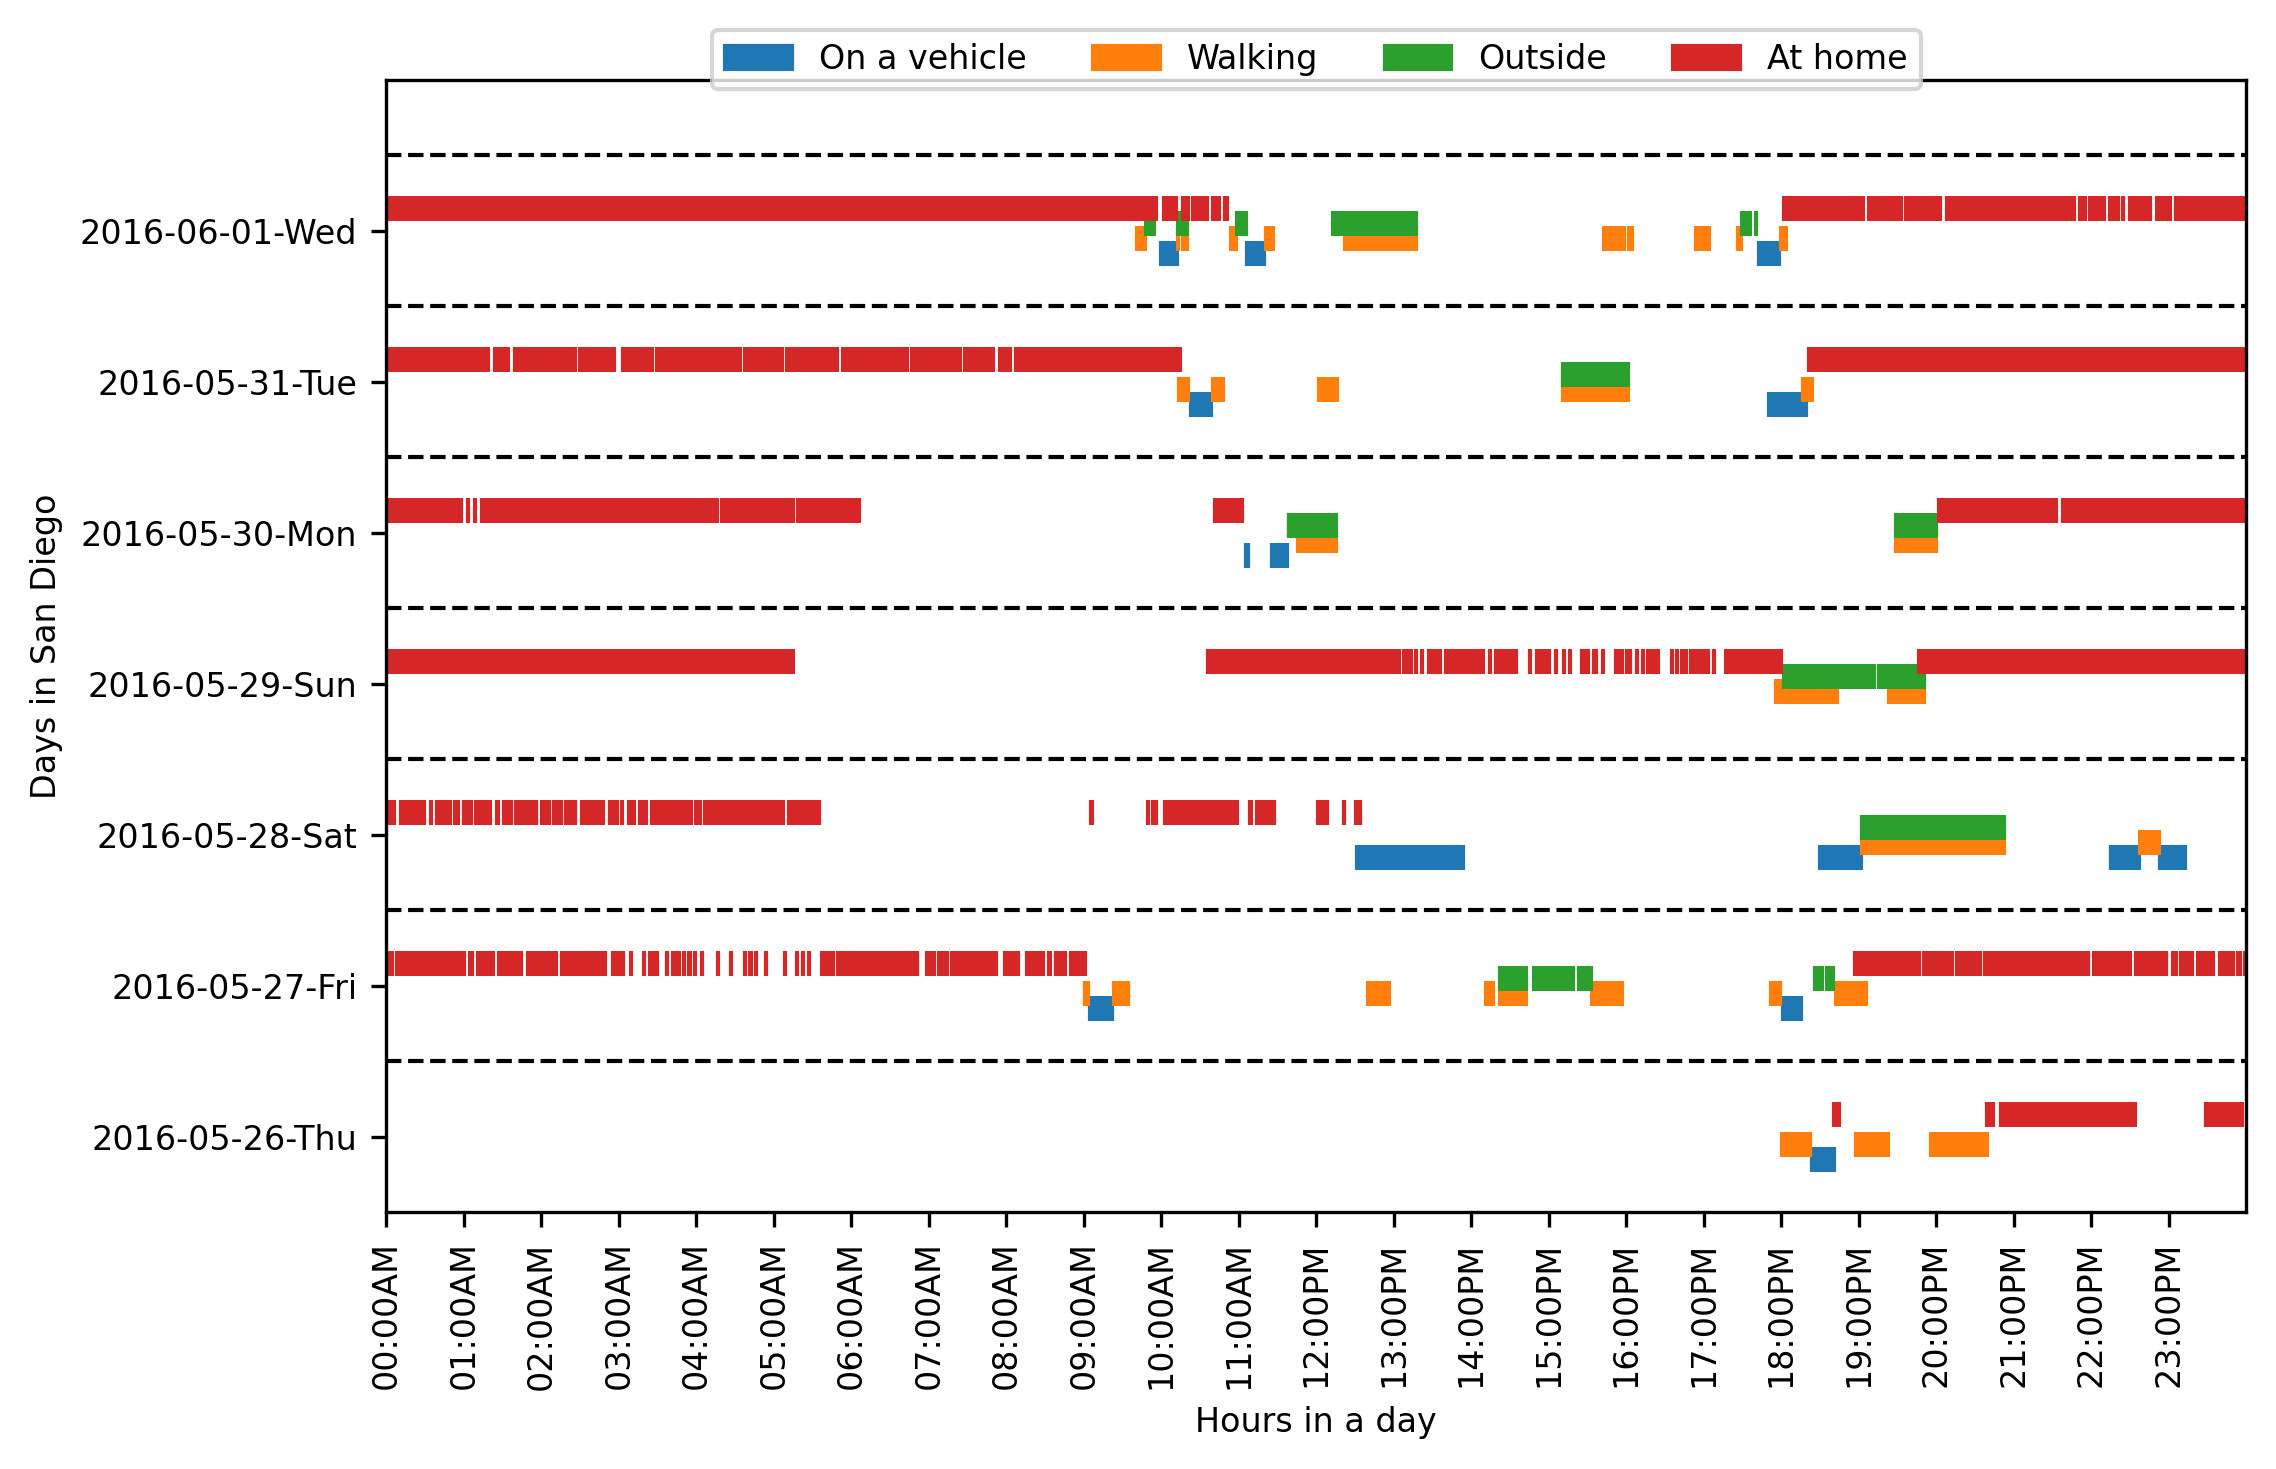 On a vehicle Walking Outside At home
2016-06-01-Wed
2016-05-31-Tue
2016-05-30-Mon
2016-05-29-Sun
2016-05-28-Sat
2016-05-27-Fri
2016-05-26-Thu
Days in San Diego
00:00AM 01:00AM 02:00AM 03:00AM 04:00AM 05:00AM 06:00AM 07:00AM 08:00AM 09:00AM 10:00AM 11:00AM 12:00PM 13:00PM 14:00PM 15:00PM 16:00PM 17:00PM 18:00PM 19:00PM 20:00PM 21:00PM 22:00PM 23:00PM
Hours in a day